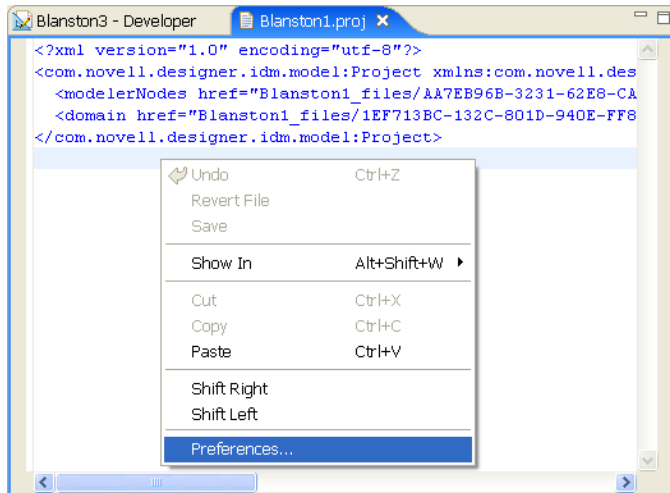 Blanston3 - Developer
Blanston1.proj
<?xml version="1.0" encoding="utf-8"?>
<com.novell.designer.idm.model:Project xmlns:com.novell.des
<modelerNodes href="Blanston1_files/AA7EB96B-3231-62E8-CA
<domain href="Blanston1_files/1EF713BC-132C-801D-940E-FF8
</com.novell.designer.idm.model:Project>
Undo Ctrl+Z
Revert File
Save
Show In Alt+Shift+W
Cut Ctrl+X
Copy Ctrl+C
Paste Ctrl+V
Shift Right
Shift Left
Preferences...